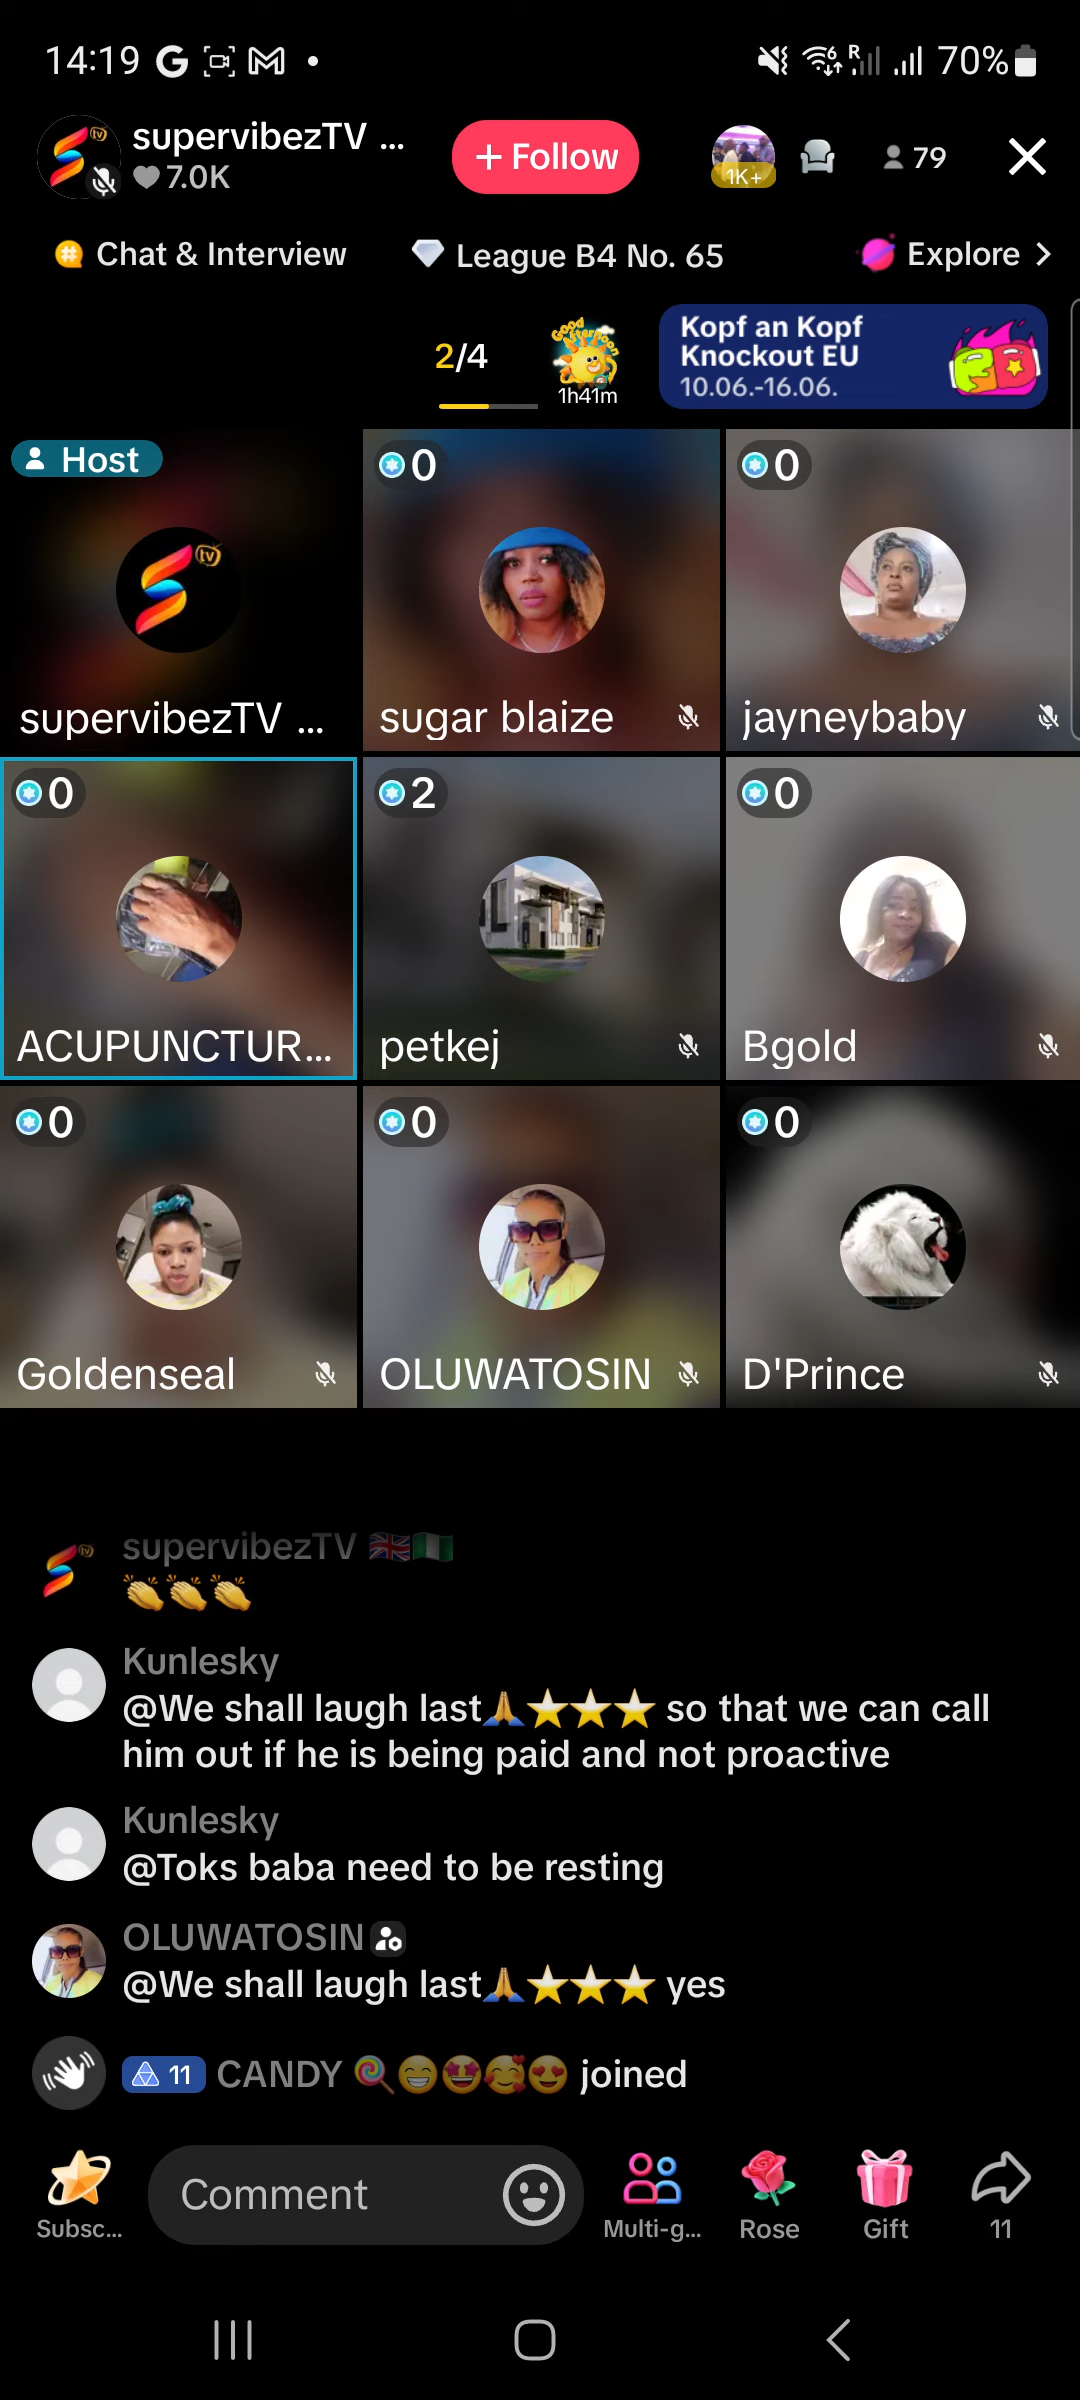 14:19 70%
supervibezTV ...
7.0K
+ Follow
1K+
79
Chat & Interview
League B4 No. 65
Explore >
2/4
Good Afternoon
1h41m
Kopf an Kopf
Knockout EU
10.06.-16.06.
Host
tv
supervibezTV ...
0
sugar blaize
0
jayneybaby
0
ACUPUNCTUR...
2
petkej
0
Bgold
0
Goldenseal
0
OLUWATOSIN
0
D'Prince
supervibezTV 🇬🇧🇳🇬
👏👏👏
Kunlesky
@We shall laugh last🙏⭐⭐⭐ so that we can call
him out if he is being paid and not proactive
Kunlesky
@Toks baba need to be resting
OLUWATOSIN
@We shall laugh last🙏⭐⭐⭐ yes
11 CANDY 🍭😁🤩🥰😍 joined
Subsc...
Comment
Multi-g...
Rose
Gift
11